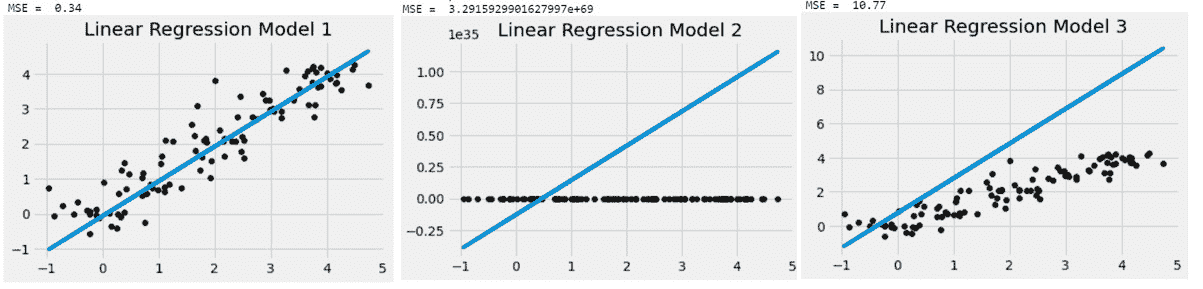 MSE = 0.34
Linear Regression Model 1
4
3
2
1
0
−1
−1 0 1 2 3 4 5
MSE = 3.2915929901627997e+69
1e35 Linear Regression Model 2
1.00
0.75
0.50
0.25
0.00
−0.25
−1 0 1 2 3 4 5
MSE = 10.77
Linear Regression Model 3
10
8
6
4
2
0
−1 0 1 2 3 4 5